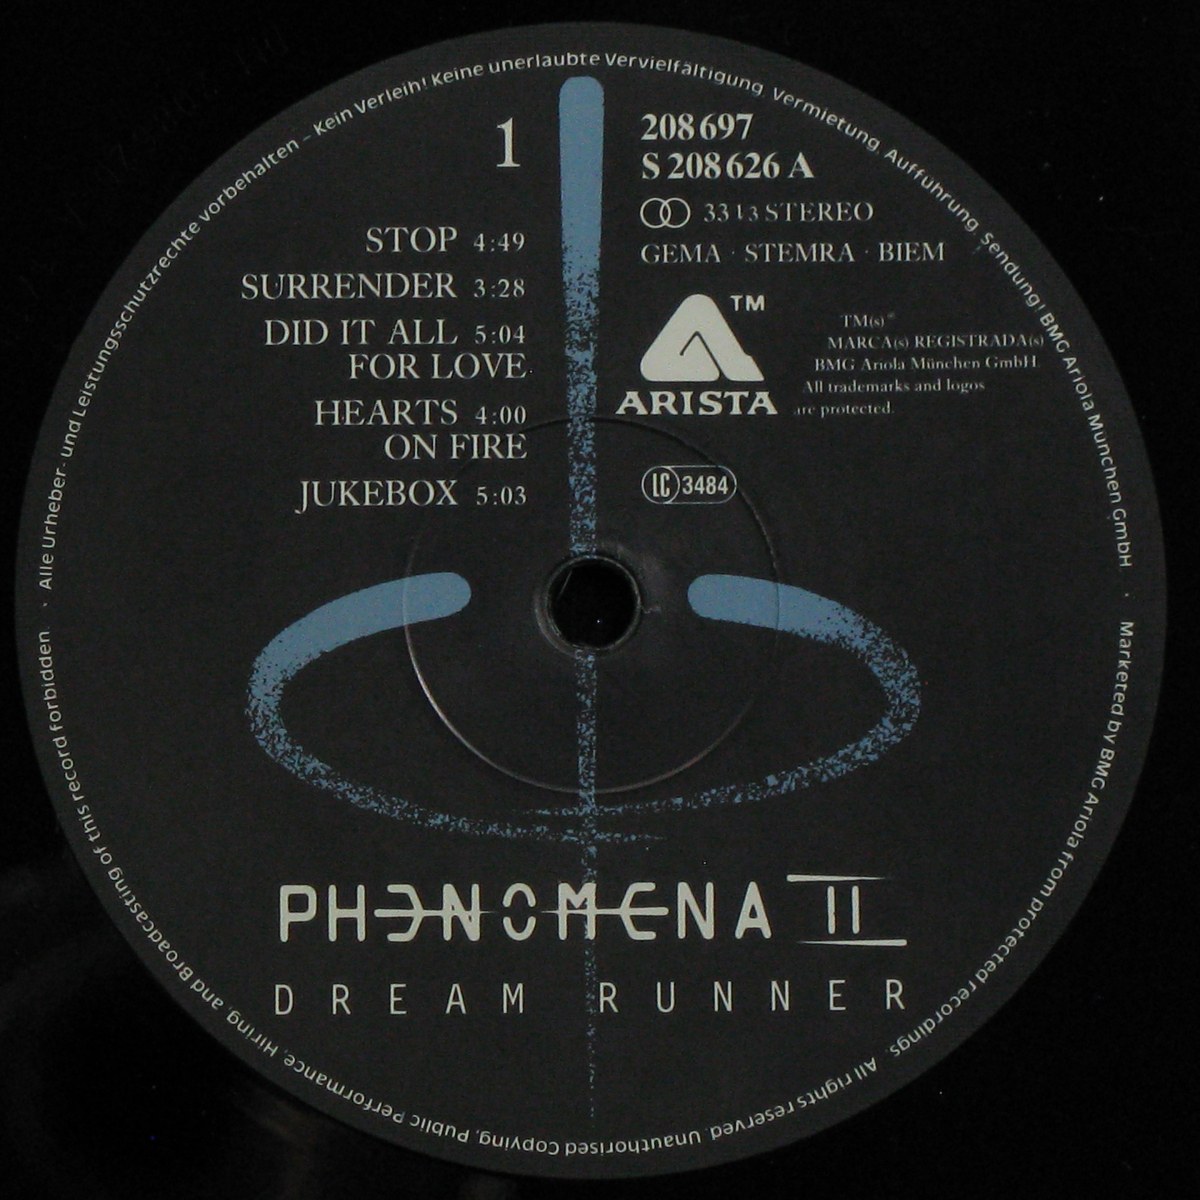 1
STOP 4:49
SURRENDER 3:28
DID IT ALL 5:04
FOR LOVE
HEARTS 4:00
ON FIRE
JUKEBOX 5:03
208 697
S 208 626 A
33 1/3 STEREO
GEMA · STEMRA · BIEM
TM
ARISTA
TM(s)®
MARCA(s) REGISTRADA(s)
BMG Ariola München GmbH.
All trademarks and logos
are protected.
LC 3484
PHENOMENA II
DREAM RUNNER
Alle Urheber- und Leistungsschutzrechte vorbehalten – Kein Verleih! Keine unerlaubte Vervielfältigung, Vermietung, Aufführung, Sendung! BMG Ariola München GmbH
· Marketed by BMG Ariola from protected recordings. All rights reserved. Unauthorised Copying, Public Performance, Hiring, and Broadcasting of this record forbidden. ·